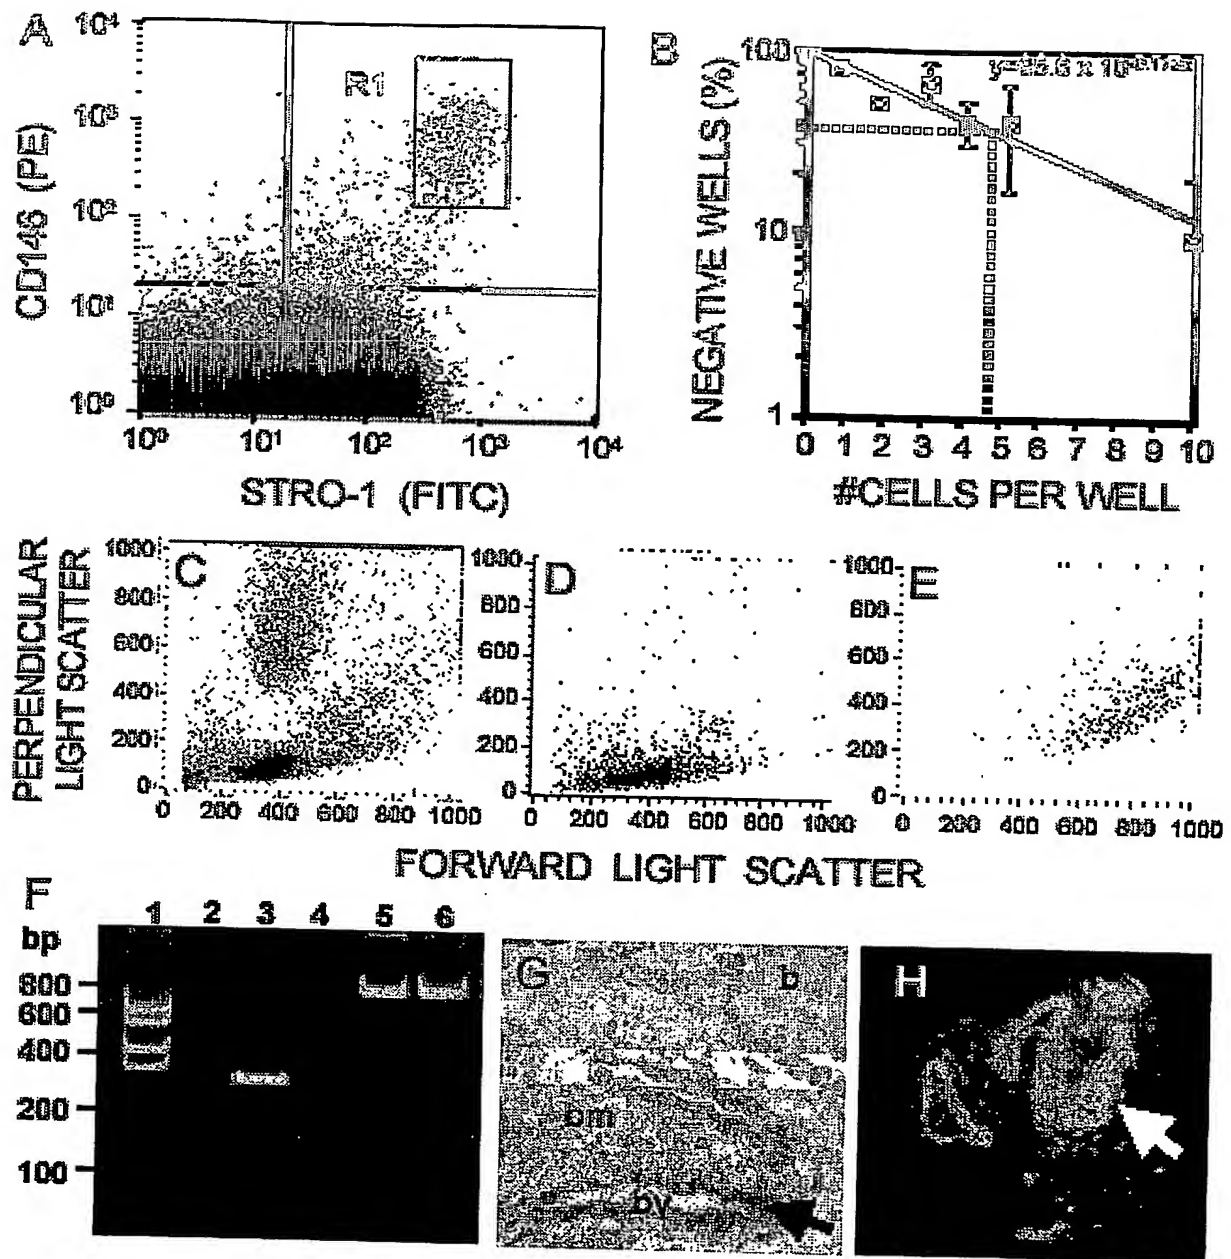 A
10⁴
10³
10²
10¹
10⁰
CD146 (PE)
R1
10⁰ 10¹ 10² 10³ 10⁴
STRO-1 (FITC)
B
100
10
1
NEGATIVE WELLS (%)
0 1 2 3 4 5 6 7 8 9 10
#CELLS PER WELL
PERPENDICULAR
LIGHT SCATTER
C
1000
800
600
400
200
0
0 200 400 600 800 1000
D
1000
800
600
400
200
0
0 200 400 600 800 1000
E
1000
800
600
400
200
0
0 200 400 600 800 1000
FORWARD LIGHT SCATTER
F
1 2 3 4 5 6
bp
800
600
400
200
100
G
b
bm
bv
H